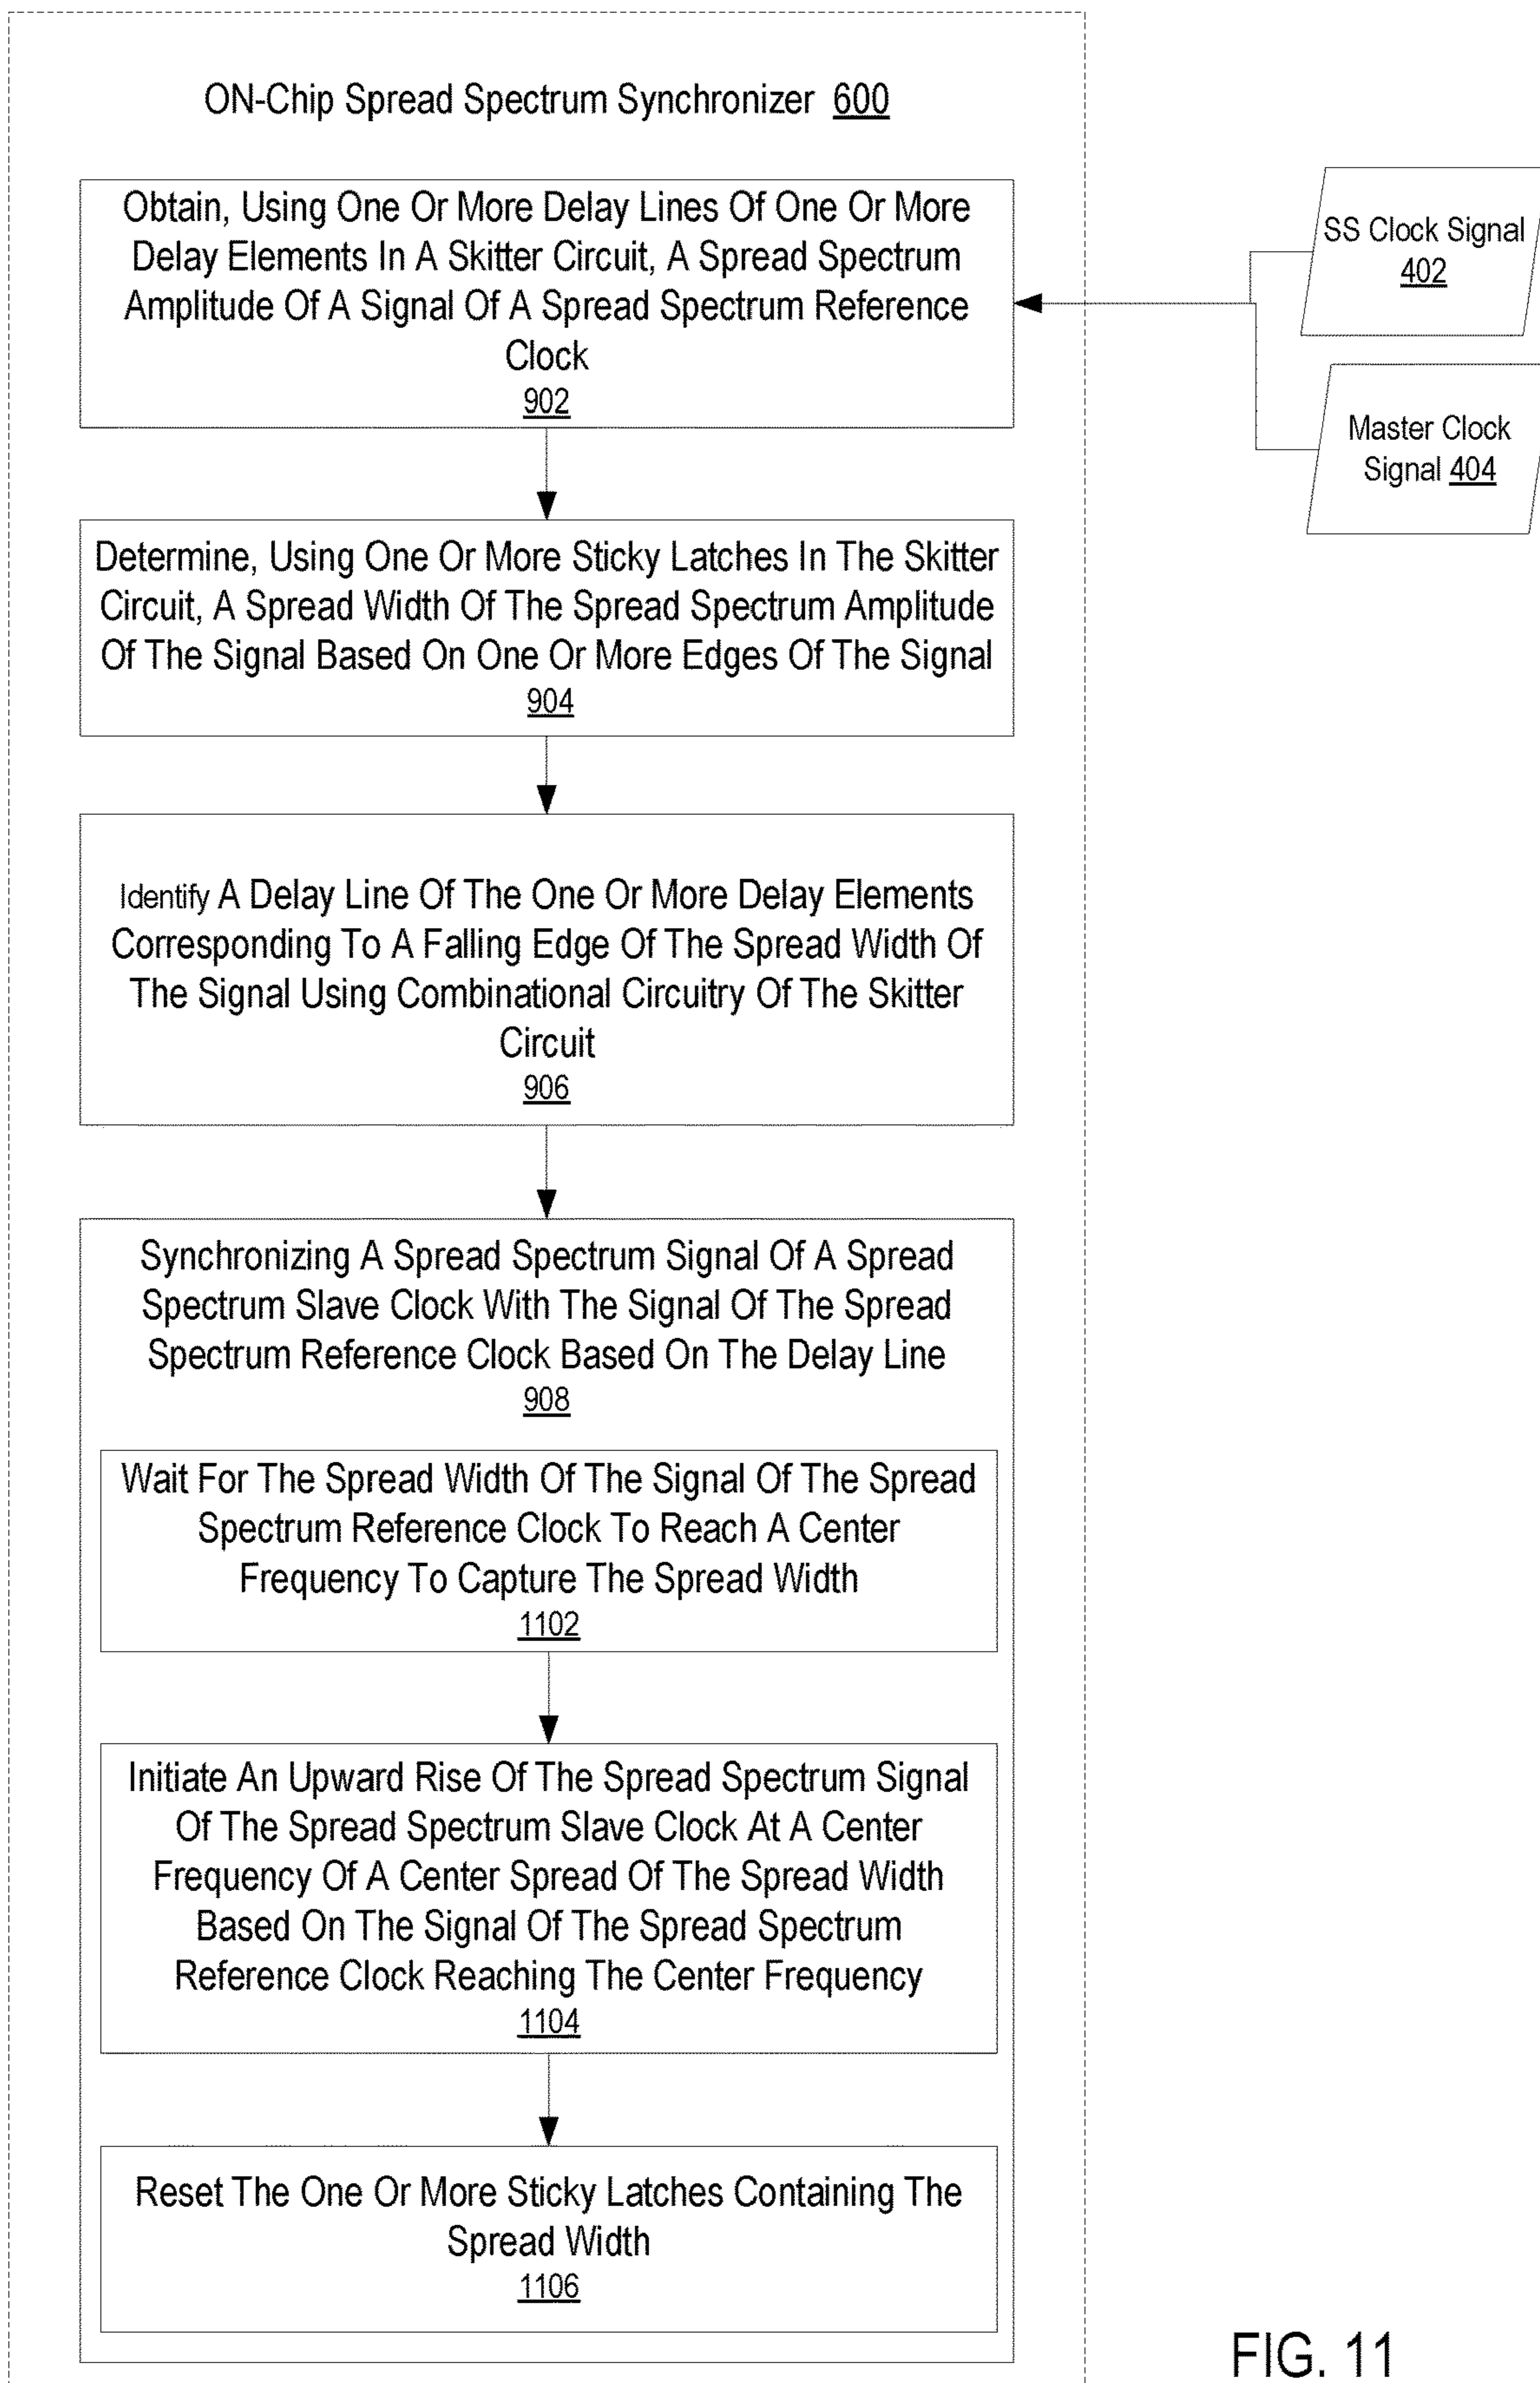 ON-Chip Spread Spectrum Synchronizer 600
Obtain, Using One Or More Delay Lines Of One Or More
Delay Elements In A Skitter Circuit, A Spread Spectrum
Amplitude Of A Signal Of A Spread Spectrum Reference
Clock
902
SS Clock Signal
402
Master Clock
Signal 404
Determine, Using One Or More Sticky Latches In The Skitter
Circuit, A Spread Width Of The Spread Spectrum Amplitude
Of The Signal Based On One Or More Edges Of The Signal
904
Identify A Delay Line Of The One Or More Delay Elements
Corresponding To A Falling Edge Of The Spread Width Of
The Signal Using Combinational Circuitry Of The Skitter
Circuit
906
Synchronizing A Spread Spectrum Signal Of A Spread
Spectrum Slave Clock With The Signal Of The Spread
Spectrum Reference Clock Based On The Delay Line
908
Wait For The Spread Width Of The Signal Of The Spread
Spectrum Reference Clock To Reach A Center
Frequency To Capture The Spread Width
1102
Initiate An Upward Rise Of The Spread Spectrum Signal
Of The Spread Spectrum Slave Clock At A Center
Frequency Of A Center Spread Of The Spread Width
Based On The Signal Of The Spread Spectrum
Reference Clock Reaching The Center Frequency
1104
Reset The One Or More Sticky Latches Containing The
Spread Width
1106
FIG. 11